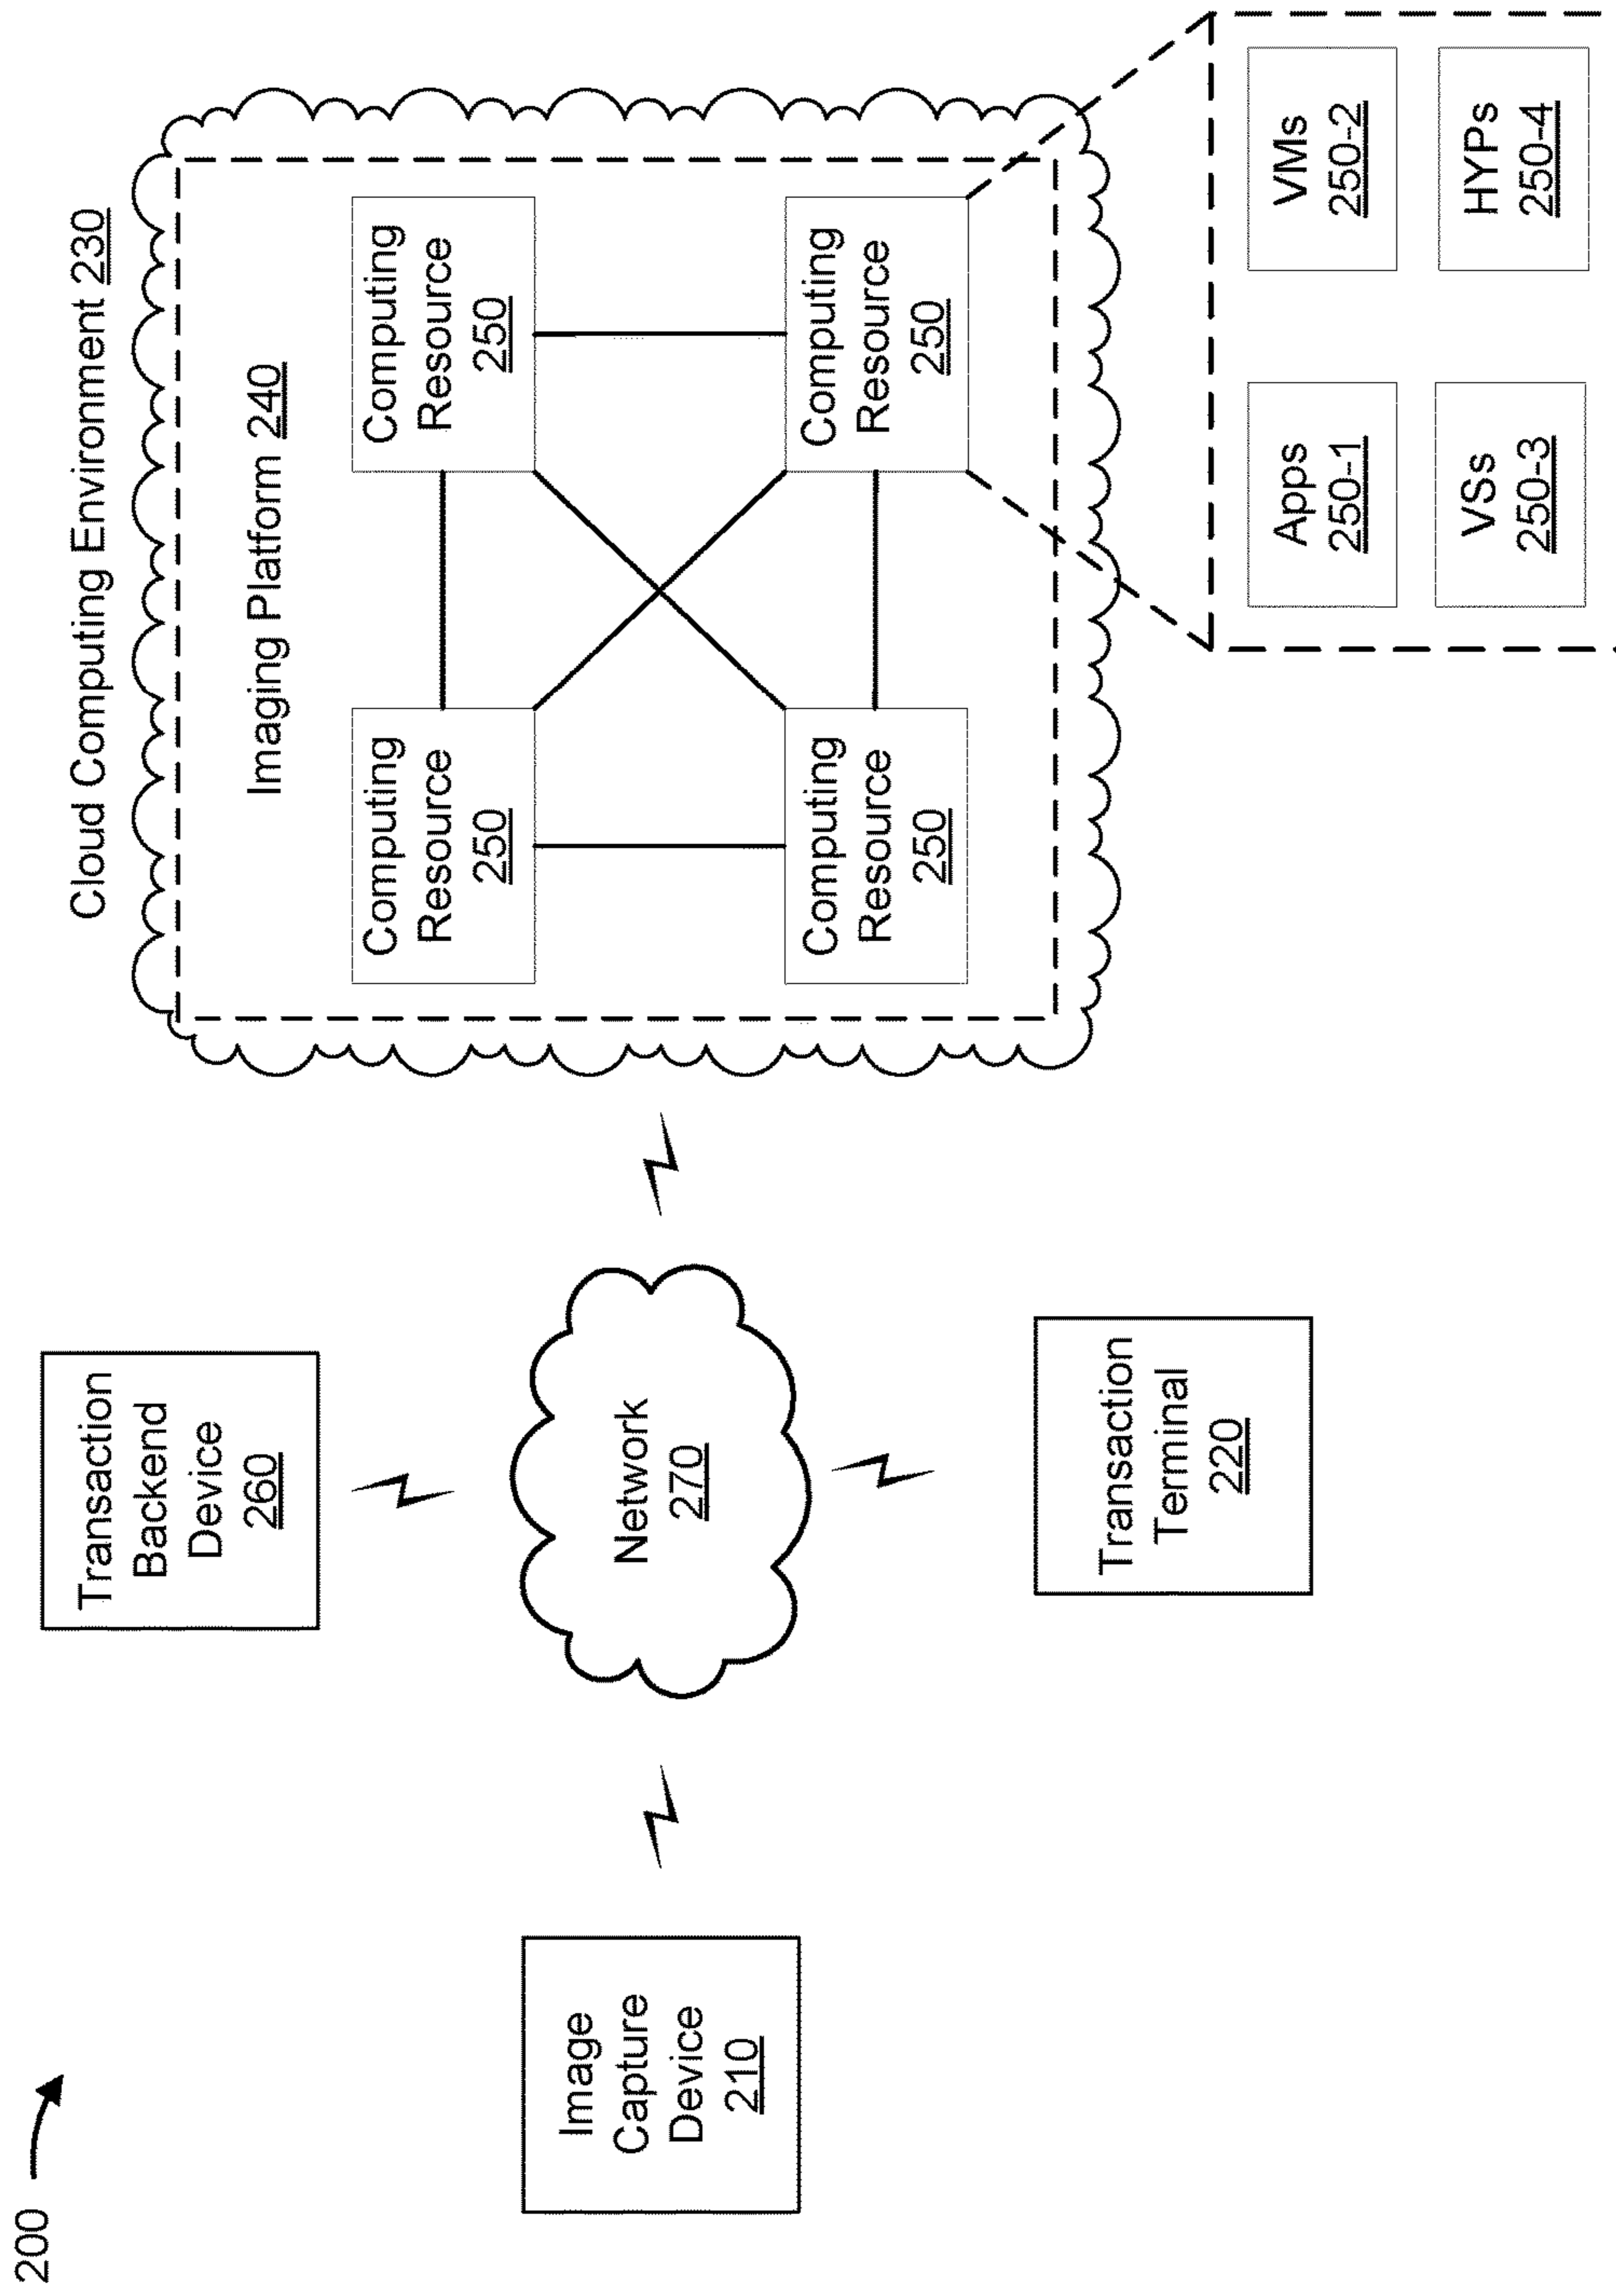 200
Cloud Computing Environment 230
Imaging Platform 240
Computing
Resource
250
Computing
Resource
250
Computing
Resource
250
Computing
Resource
250
Transaction
Backend
Device
260
Network
270
Image
Capture
Device
210
Transaction
Terminal
220
Apps
250-1
VMs
250-2
VSs
250-3
HYPs
250-4